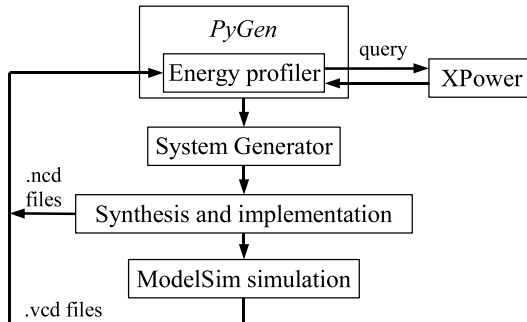 PyGen
query
Energy profiler
XPower
System Generator
.ncd
files
Synthesis and implementation
ModelSim simulation
.vcd files